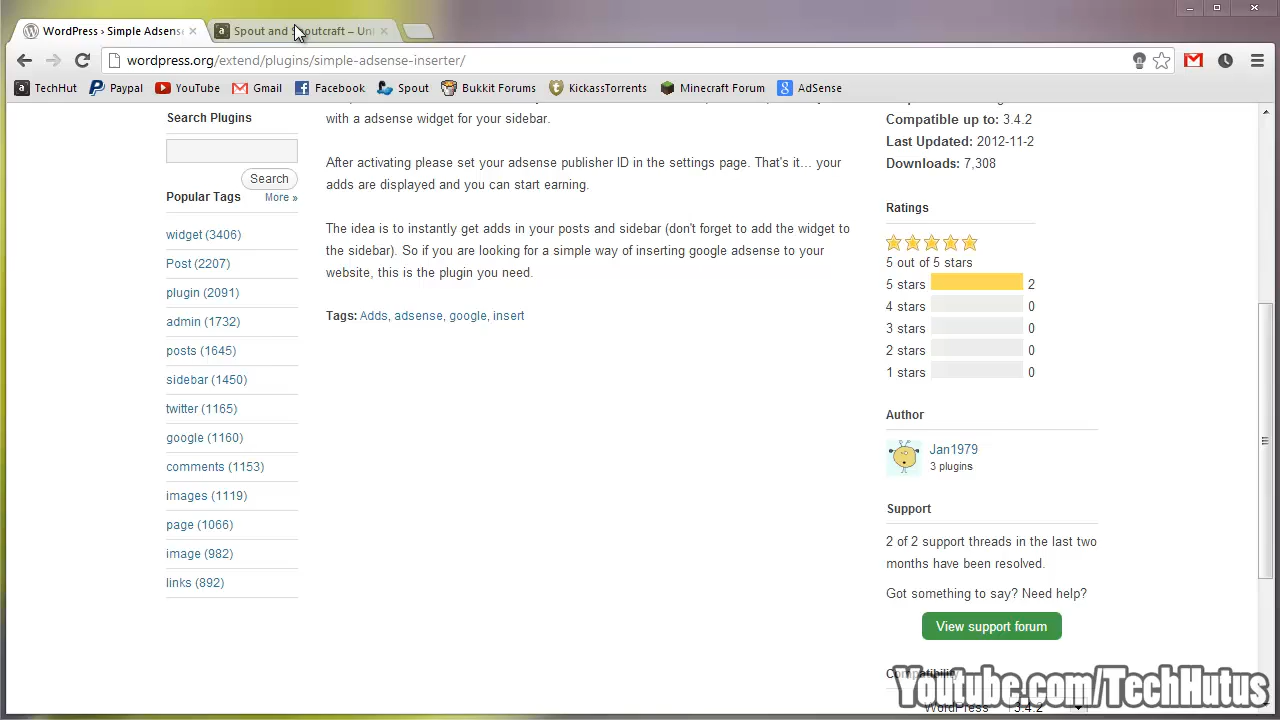 WordPress › Simple Adsens
Spout and Spoutcraft – Uni
wordpress.org/extend/plugins/simple-adsense-inserter/
TechHut Paypal YouTube Gmail Facebook Spout Bukkit Forums KickassTorrents Minecraft Forum AdSense
Search Plugins
Search
Popular Tags More »
widget (3406)
Post (2207)
plugin (2091)
admin (1732)
posts (1645)
sidebar (1450)
twitter (1165)
google (1160)
comments (1153)
images (1119)
page (1066)
image (982)
links (892)
with a adsense widget for your sidebar.
After activating please set your adsense publisher ID in the settings page. That's it… your
adds are displayed and you can start earning.
The idea is to instantly get adds in your posts and sidebar (don't forget to add the widget to
the sidebar). So if you are looking for a simple way of inserting google adsense to your
website, this is the plugin you need.
Tags: Adds, adsense, google, insert
Compatible up to: 3.4.2
Last Updated: 2012-11-2
Downloads: 7,308
Ratings
5 out of 5 stars
5 stars 2
4 stars 0
3 stars 0
2 stars 0
1 stars 0
Author
Jan1979
3 plugins
Support
2 of 2 support threads in the last two
months have been resolved.
Got something to say? Need help?
View support forum
Compatibility
WordPress 3.4.2
Youtube.com/TechHutus